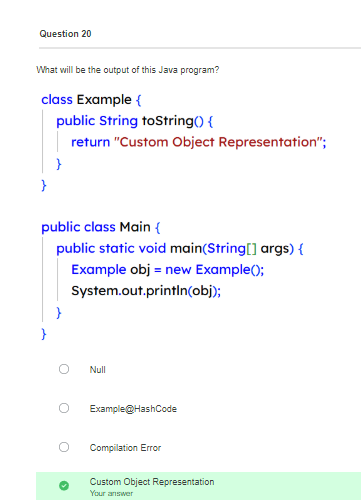 Question 20
What will be the output of this Java program?
class Example {
public String toString() {
return "Custom Object Representation";
}
}
public class Main {
public static void main(String[] args) {
Example obj = new Example();
System.out.println(obj);
}
}
Null
Example@HashCode
Compilation Error
Custom Object Representation
Your answer